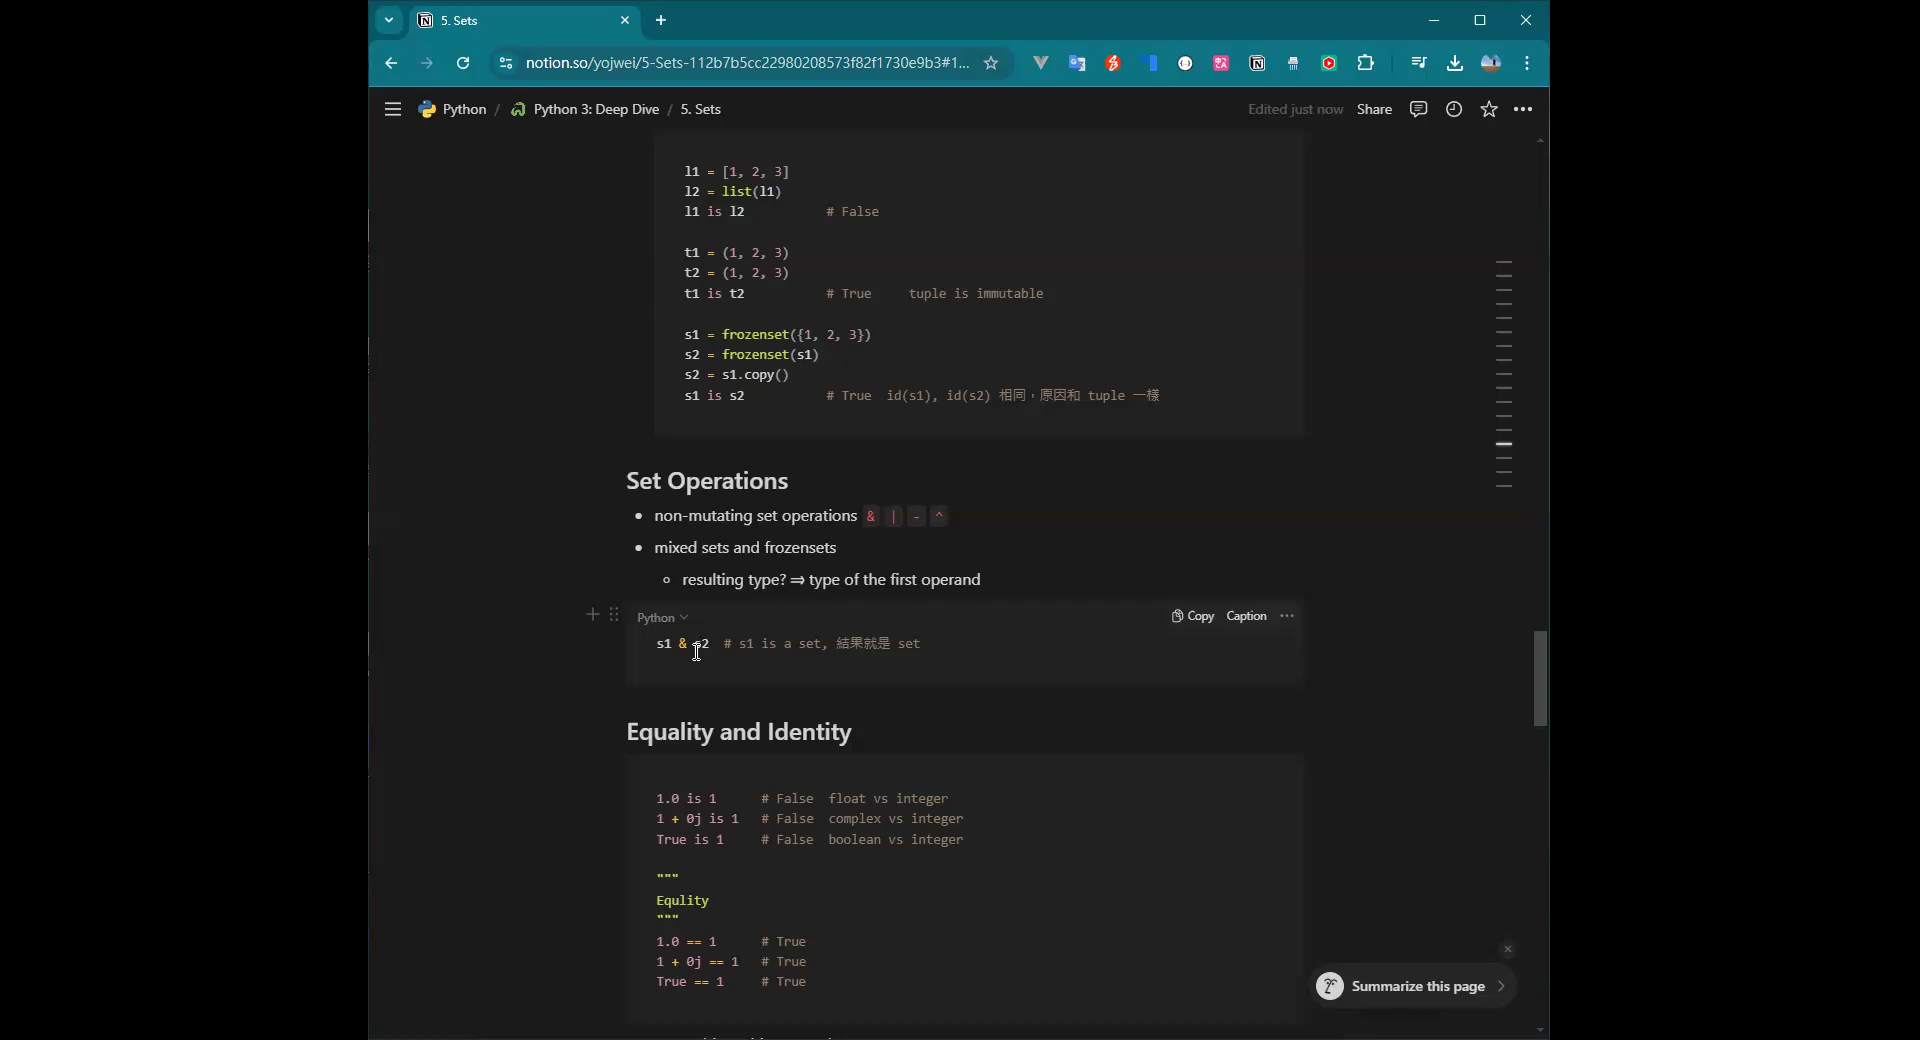 5. Sets
notion.so/yojwei/5-Sets-112b7b5cc22980208573f82f1730e9b3#1...
Python / Python 3: Deep Dive / 5. Sets
Edited just now Share
l1 = [1, 2, 3]
l2 = list(l1)
l1 is l2 # False
t1 = (1, 2, 3)
t2 = (1, 2, 3)
t1 is t2 # True tuple is immutable
s1 = frozenset({1, 2, 3})
s2 = frozenset(s1)
s2 = s1.copy()
s1 is s2 # True id(s1), id(s2) 相同，原因和 tuple 一樣
Set Operations
• non-mutating set operations & | - ^
• mixed sets and frozensets
◦ resulting type? ⇒ type of the first operand
Python
Copy Caption
s1 & s2 # s1 is a set, 結果就是 set
Equality and Identity
1.0 is 1 # False float vs integer
1 + 0j is 1 # False complex vs integer
True is 1 # False boolean vs integer
"""
Equlity
"""
1.0 == 1 # True
1 + 0j == 1 # True
True == 1 # True
Summarize this page